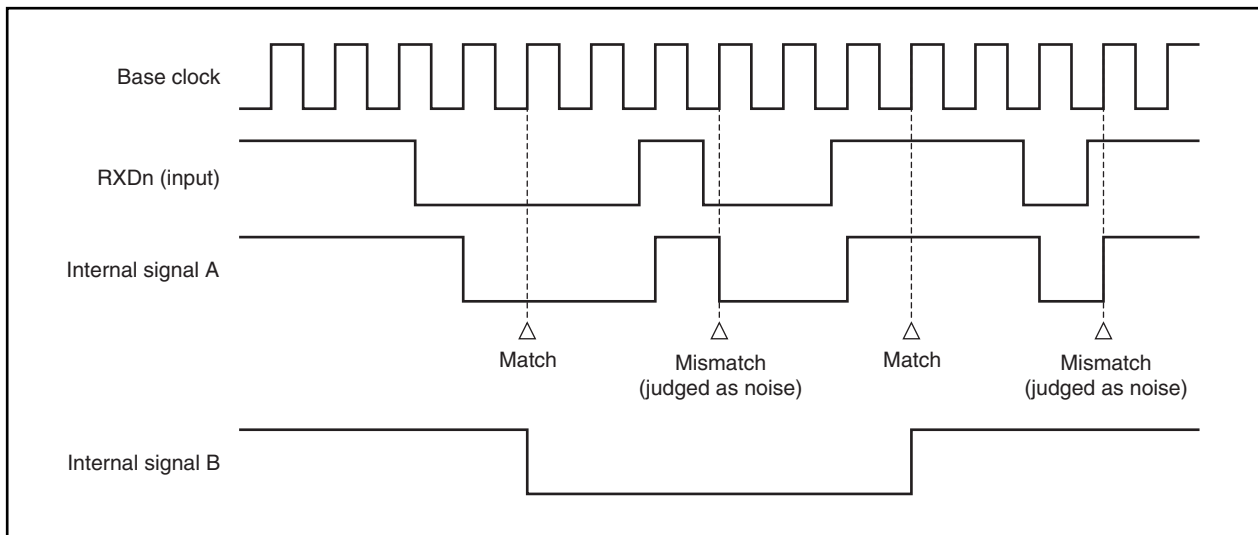 Base clock
RXDn (input)
Internal signal A
Match
Mismatch
(judged as noise)
Match
Mismatch
(judged as noise)
Internal signal B